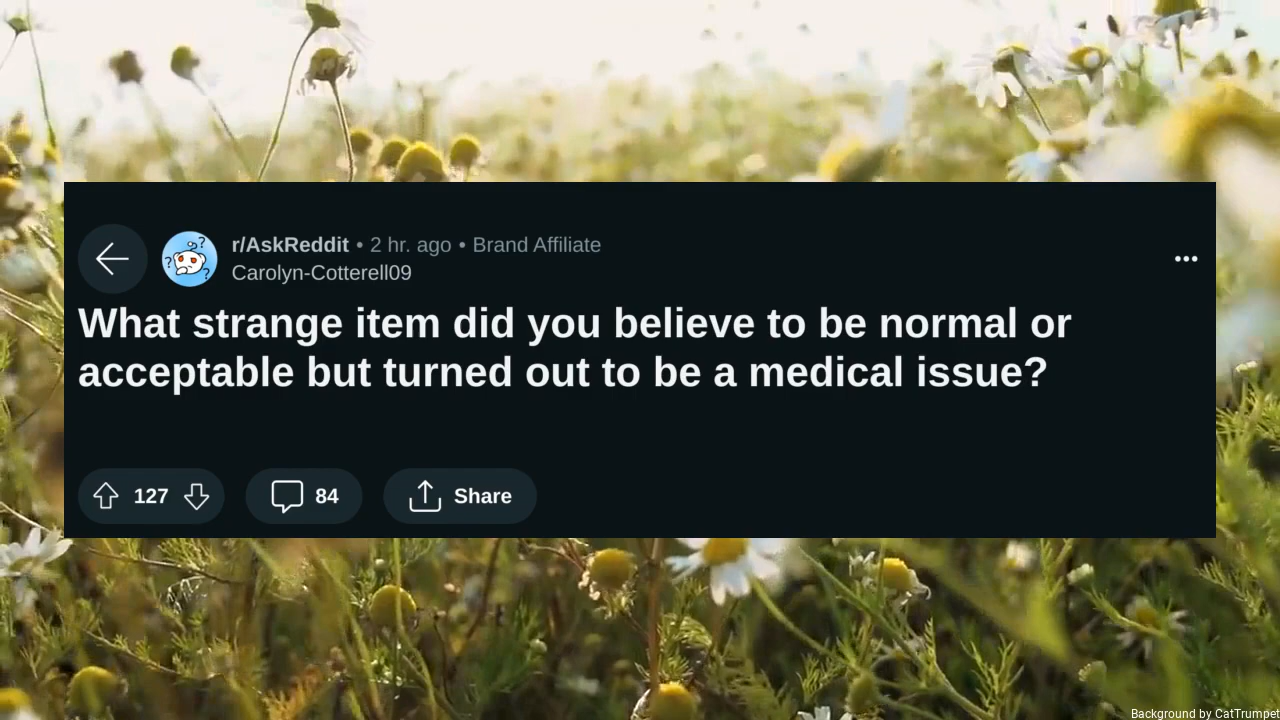 r/AskReddit • 2 hr. ago • Brand Affiliate
Carolyn-Cotterell09
What strange item did you believe to be normal or
acceptable but turned out to be a medical issue?
127 84 Share
Background by CatTrumpet